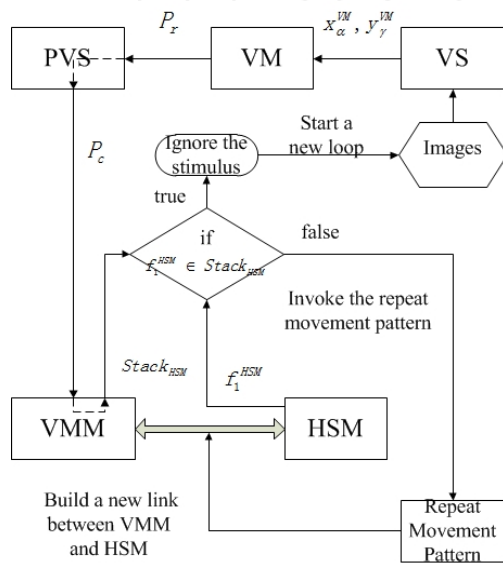 P_r
x_α^VM, y_γ^VM
PVS
VM
VS
Ignore the
stimulus
Start a
new loop
Images
P_c
true
if
f_1^HSM ∈ Stack_HSM
false
Invoke the repeat
movement pattern
Stack_HSM
f_1^HSM
VMM
HSM
Build a new link
between VMM
and HSM
Repeat
Movement
Pattern